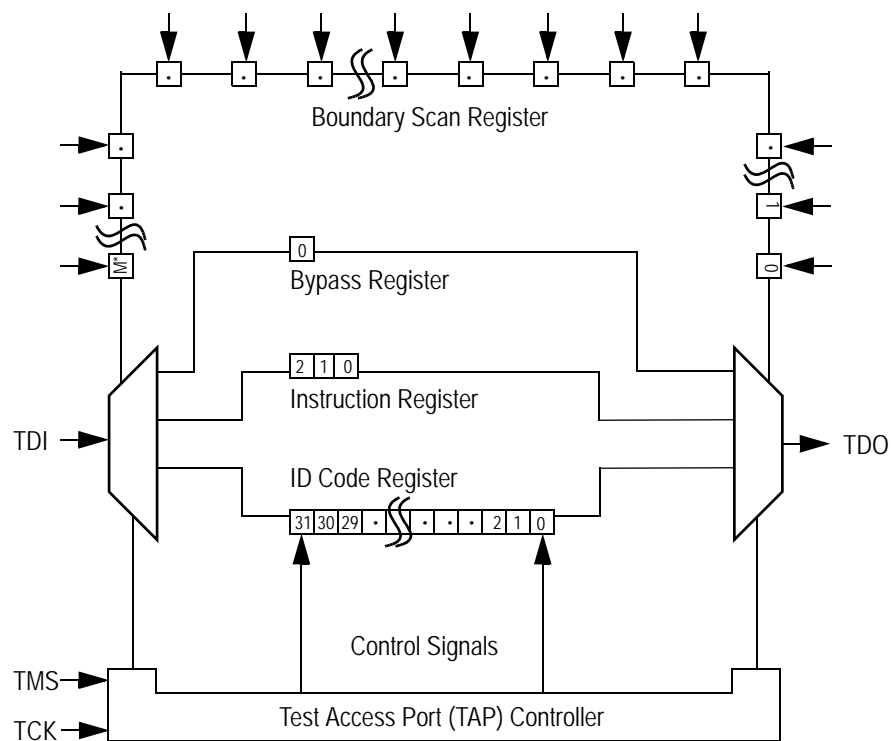 · · · · · · · ·
Boundary Scan Register
· ·
· 1
M* 0
0
Bypass Register
2 1 0
Instruction Register
TDI TDO
ID Code Register
31 30 29 · · · · 2 1 0
Control Signals
TMS
Test Access Port (TAP) Controller
TCK